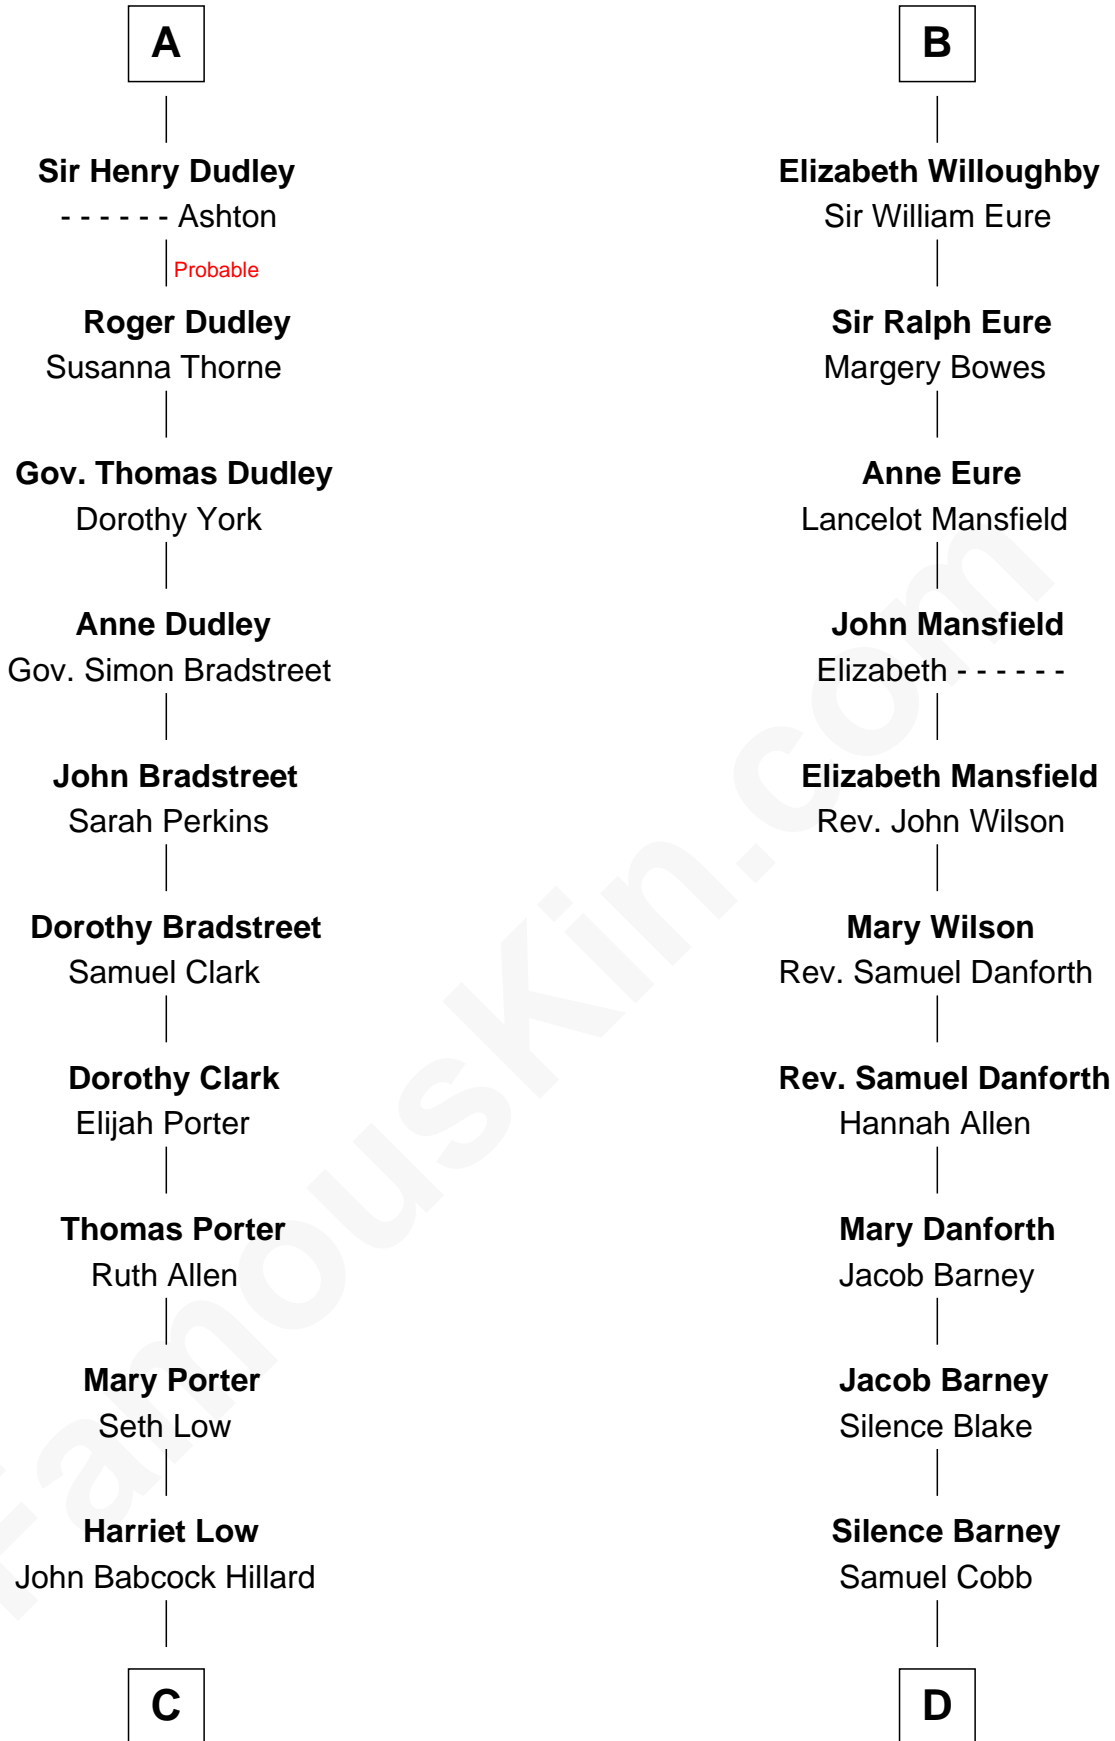 A
Sir Henry Dudley
- - - - - - Ashton
Probable
Roger Dudley
Susanna Thorne
Gov. Thomas Dudley
Dorothy York
Anne Dudley
Gov. Simon Bradstreet
John Bradstreet
Sarah Perkins
Dorothy Bradstreet
Samuel Clark
Dorothy Clark
Elijah Porter
Thomas Porter
Ruth Allen
Mary Porter
Seth Low
Harriet Low
John Babcock Hillard
C
B
Elizabeth Willoughby
Sir William Eure
Sir Ralph Eure
Margery Bowes
Anne Eure
Lancelot Mansfield
John Mansfield
Elizabeth - - - - - -
Elizabeth Mansfield
Rev. John Wilson
Mary Wilson
Rev. Samuel Danforth
Rev. Samuel Danforth
Hannah Allen
Mary Danforth
Jacob Barney
Jacob Barney
Silence Blake
Silence Barney
Samuel Cobb
D
FamousKin.com